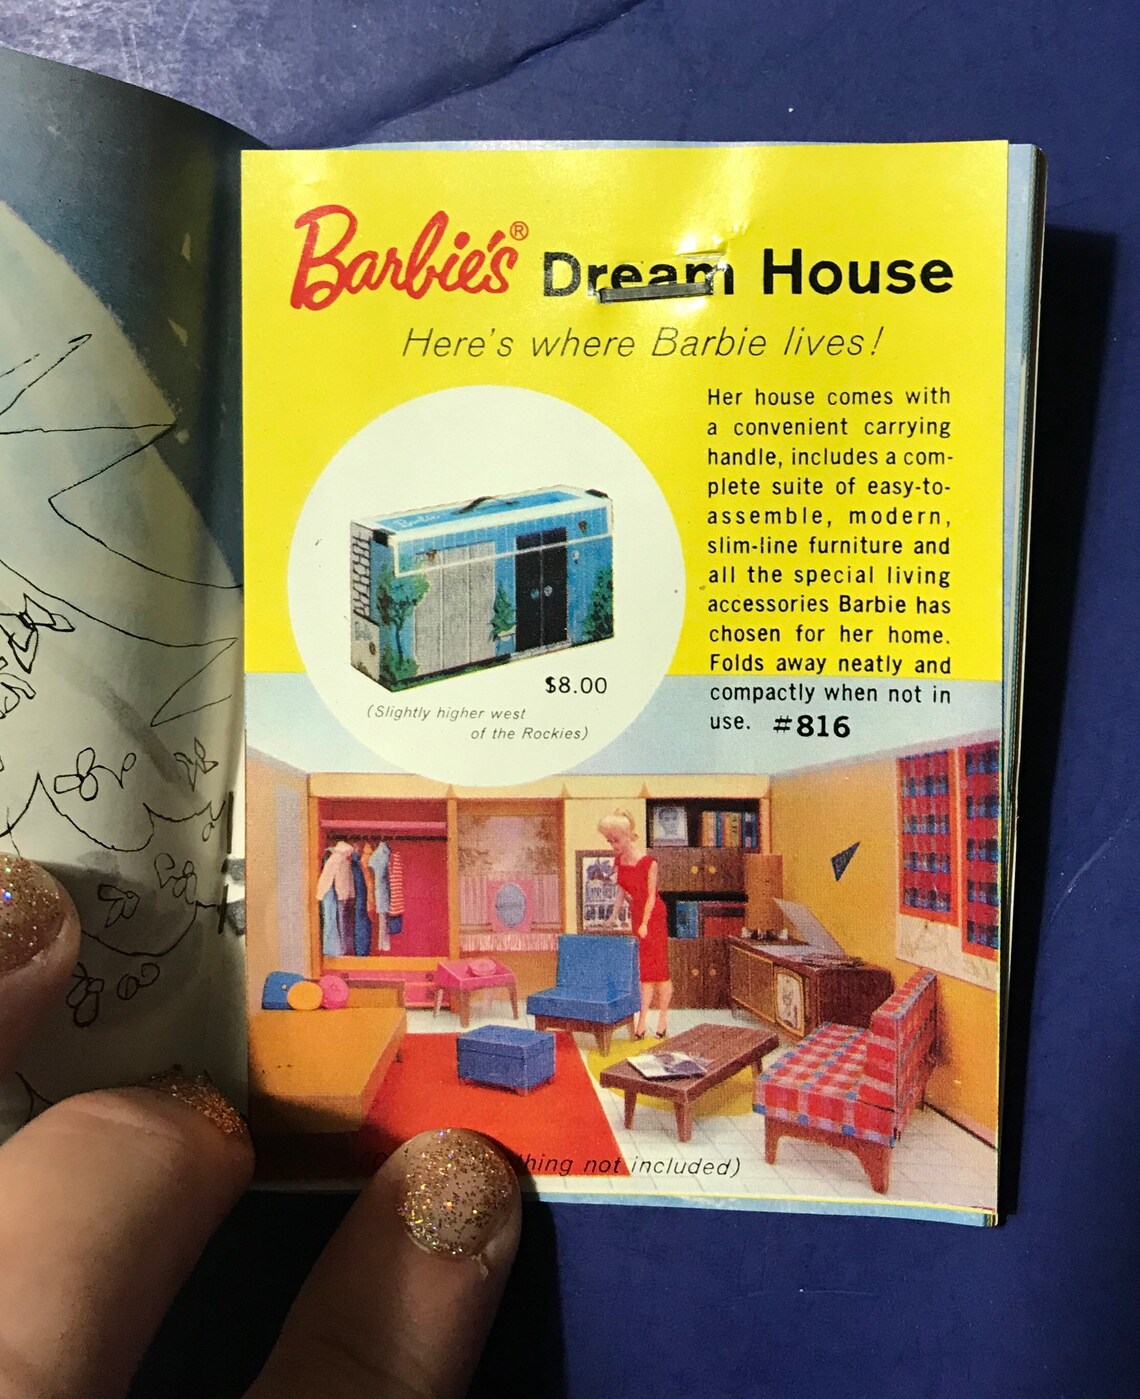 Barbie's® Dream House
Here's where Barbie lives!
Her house comes with
a convenient carrying
handle, includes a com-
plete suite of easy-to-
assemble, modern,
slim-line furniture and
all the special living
accessories Barbie has
chosen for her home.
Folds away neatly and
compactly when not in
use. #816
Barbie
$8.00
(Slightly higher west
of the Rockies)
not included)